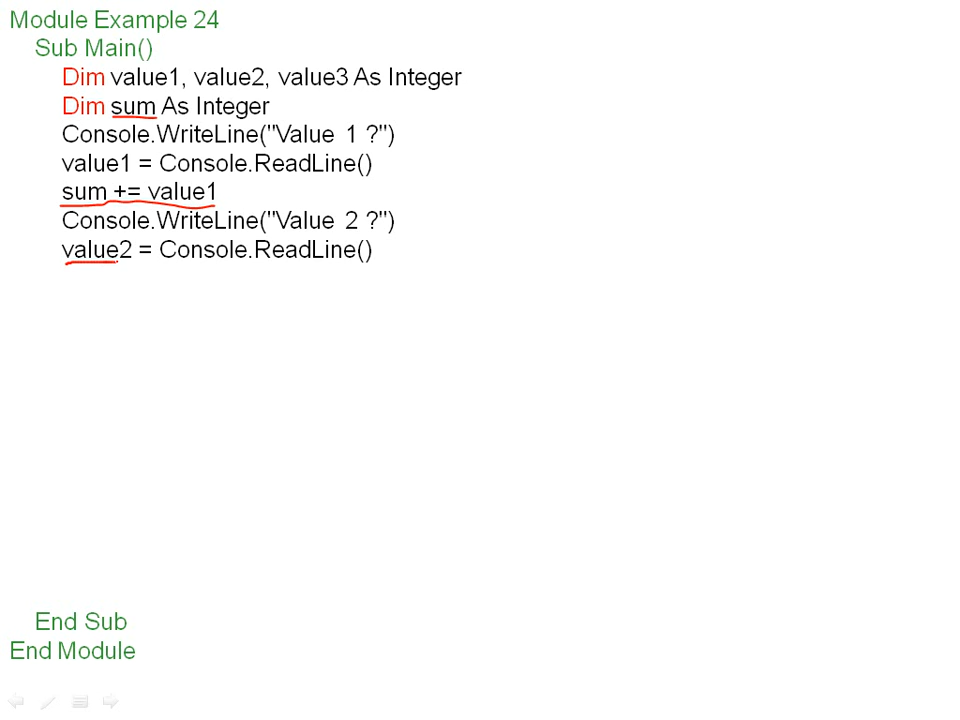 Module Example 24
Sub Main()
Dim value1, value2, value3 As Integer
Dim sum As Integer
Console.WriteLine("Value 1 ?")
value1 = Console.ReadLine()
sum += value1
Console.WriteLine("Value 2 ?")
value2 = Console.ReadLine()
End Sub
End Module